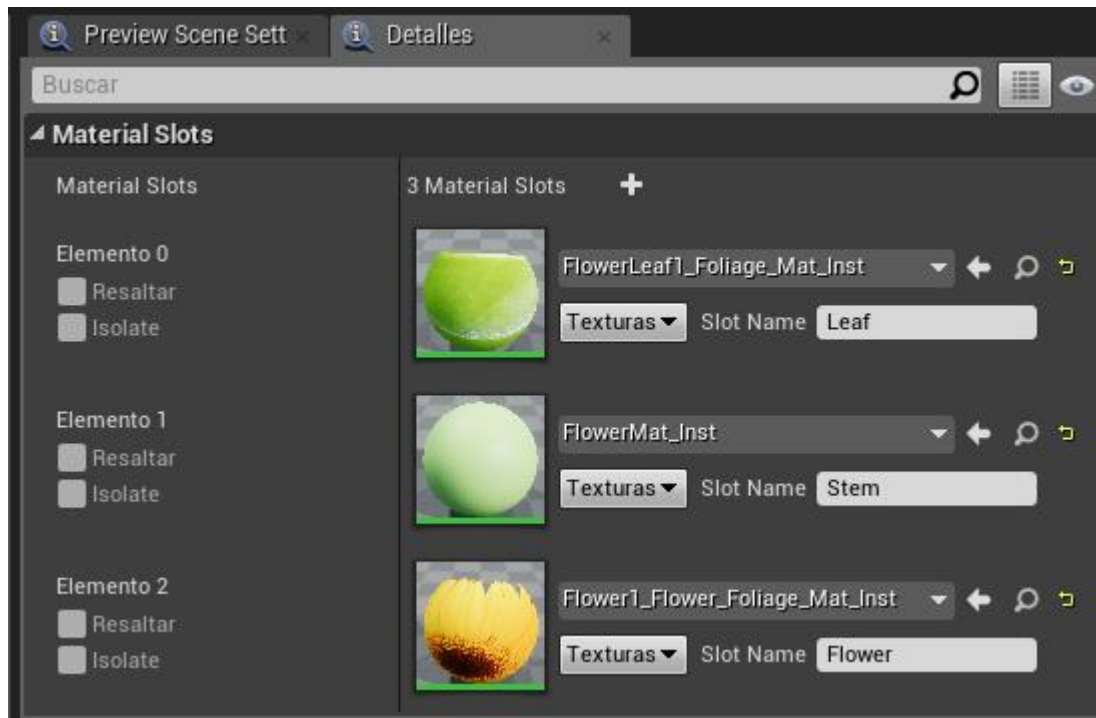 Preview Scene Sett
Detalles
Buscar
Material Slots
Material Slots
3 Material Slots
Elemento 0
Resaltar
Isolate
FlowerLeaf1_Foliage_Mat_Inst
Texturas
Slot Name
Leaf
Elemento 1
Resaltar
Isolate
FlowerMat_Inst
Texturas
Slot Name
Stem
Elemento 2
Resaltar
Isolate
Flower1_Flower_Foliage_Mat_Inst
Texturas
Slot Name
Flower